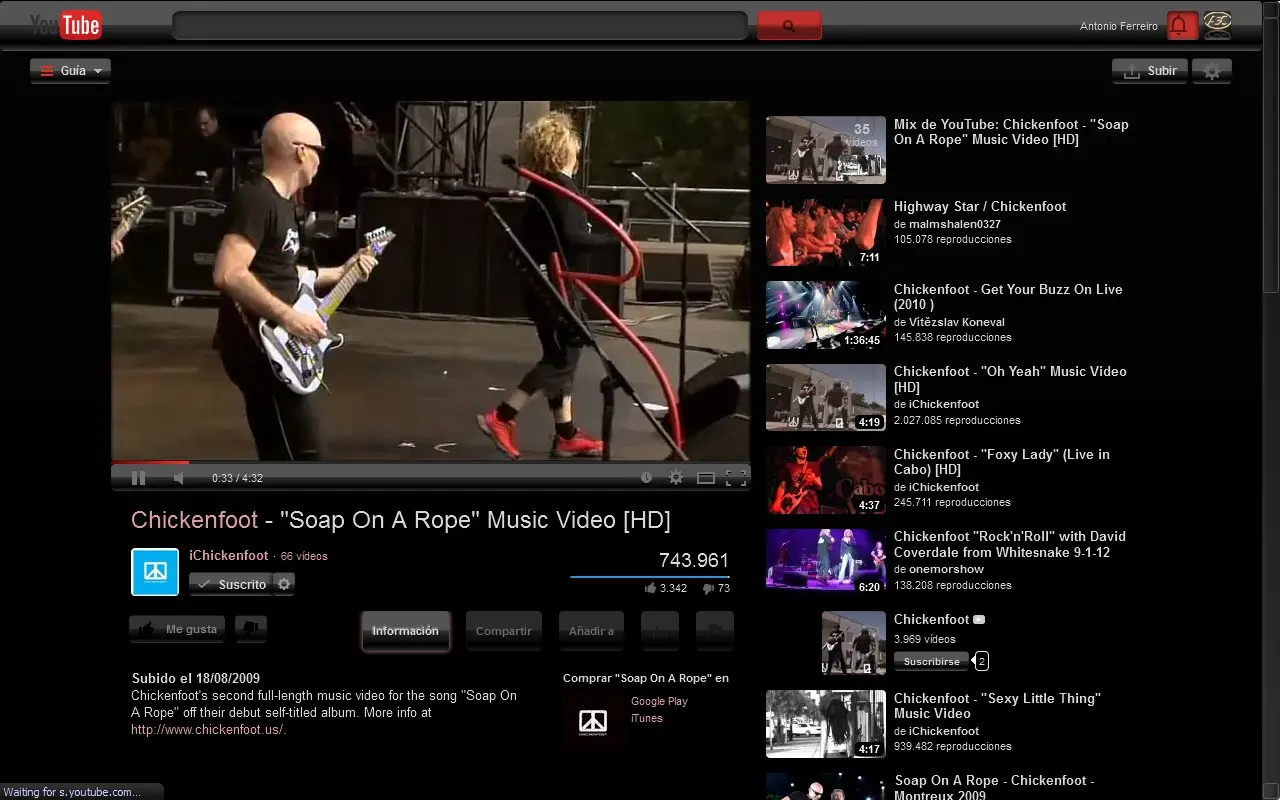 YouTube
Antonio Ferreiro
Guía
Subir
0:33 / 4:32
Chickenfoot - "Soap On A Rope" Music Video [HD]
iChickenfoot · 66 vídeos
Suscrito
743.961
3.342
73
Me gusta
Información
Compartir
Añadir a
Subido el 18/08/2009
Chickenfoot's second full-length music video for the song "Soap On
A Rope" off their debut self-titled album. More info at
http://www.chickenfoot.us/.
Comprar "Soap On A Rope" en
Google Play
iTunes
35
vídeos
Mix de YouTube: Chickenfoot - "Soap
On A Rope" Music Video [HD]
7:11
Highway Star / Chickenfoot
de malmshalen0327
105.078 reproducciones
1:36:45
Chickenfoot - Get Your Buzz On Live
(2010 )
de Vítězslav Koneval
145.838 reproducciones
4:19
Chickenfoot - "Oh Yeah" Music Video
[HD]
de iChickenfoot
2.027.085 reproducciones
4:37
Chickenfoot - "Foxy Lady" (Live in
Cabo) [HD]
de iChickenfoot
245.711 reproducciones
6:20
Chickenfoot "Rock'n'Roll" with David
Coverdale from Whitesnake 9-1-12
de onemorshow
138.208 reproducciones
Chickenfoot
3.969 vídeos
Suscribirse
2
4:17
Chickenfoot - "Sexy Little Thing"
Music Video
de iChickenfoot
939.482 reproducciones
Soap On A Rope - Chickenfoot -
Montreux 2009
Waiting for s.youtube.com...